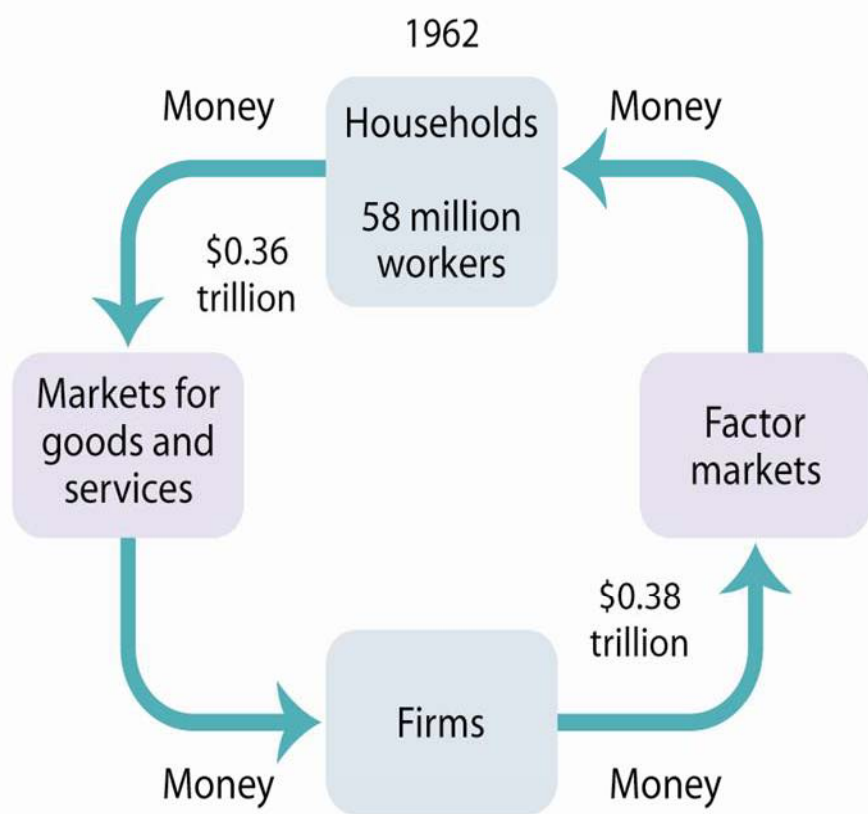 1962
Money
Households
Money
58 million
workers
$0.36
trillion
Markets for
goods and
services
Factor
markets
$0.38
trillion
Firms
Money
Money